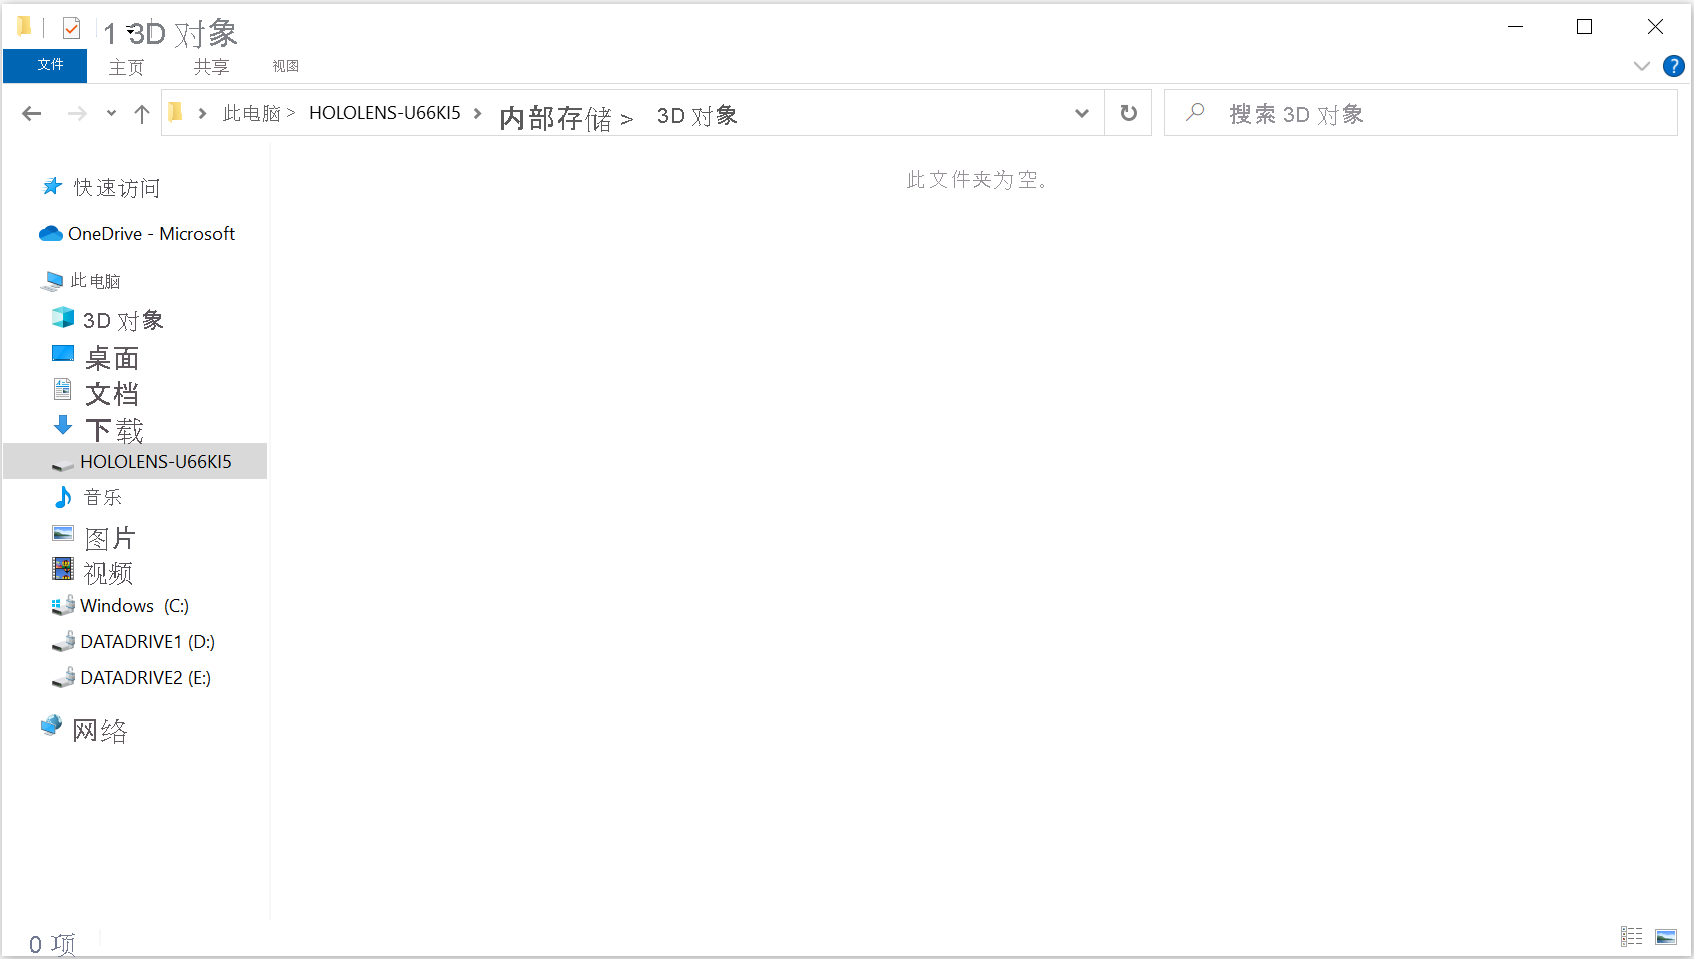 1 3D 对象
文件 主页 共享 视图
此电脑 > HOLOLENS-U66KI5 > 内部存储 > 3D 对象 搜索 3D 对象
此文件夹为空。
快速访问
OneDrive - Microsoft
此电脑
3D 对象
桌面
文档
下载
HOLOLENS-U66KI5
音乐
图片
视频
Windows (C:)
DATADRIVE1 (D:)
DATADRIVE2 (E:)
网络
0 项